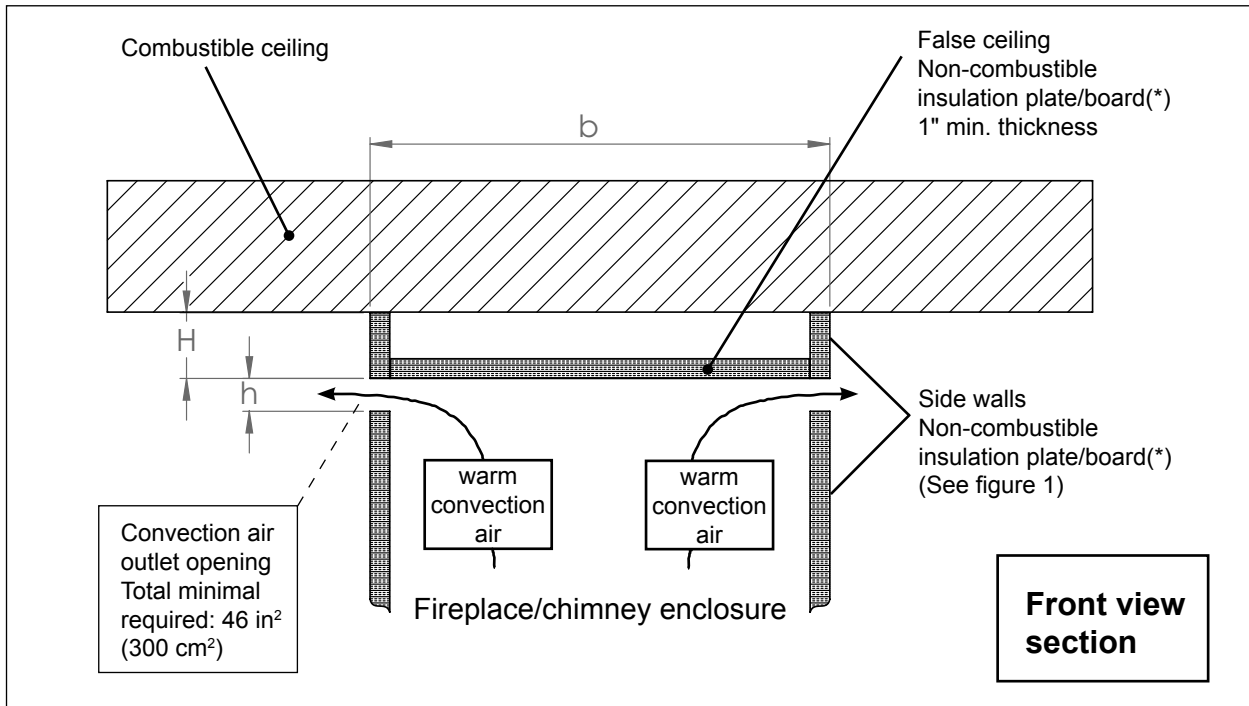 Combustible ceiling
False ceiling
Non-combustible
insulation plate/board(*)
1" min. thickness
b
H
h
Side walls
Non-combustible
insulation plate/board(*)
(See figure 1)
warm
convection
air
warm
convection
air
Convection air
outlet opening
Total minimal
required: 46 in²
(300 cm²)
Fireplace/chimney enclosure
Front view
section